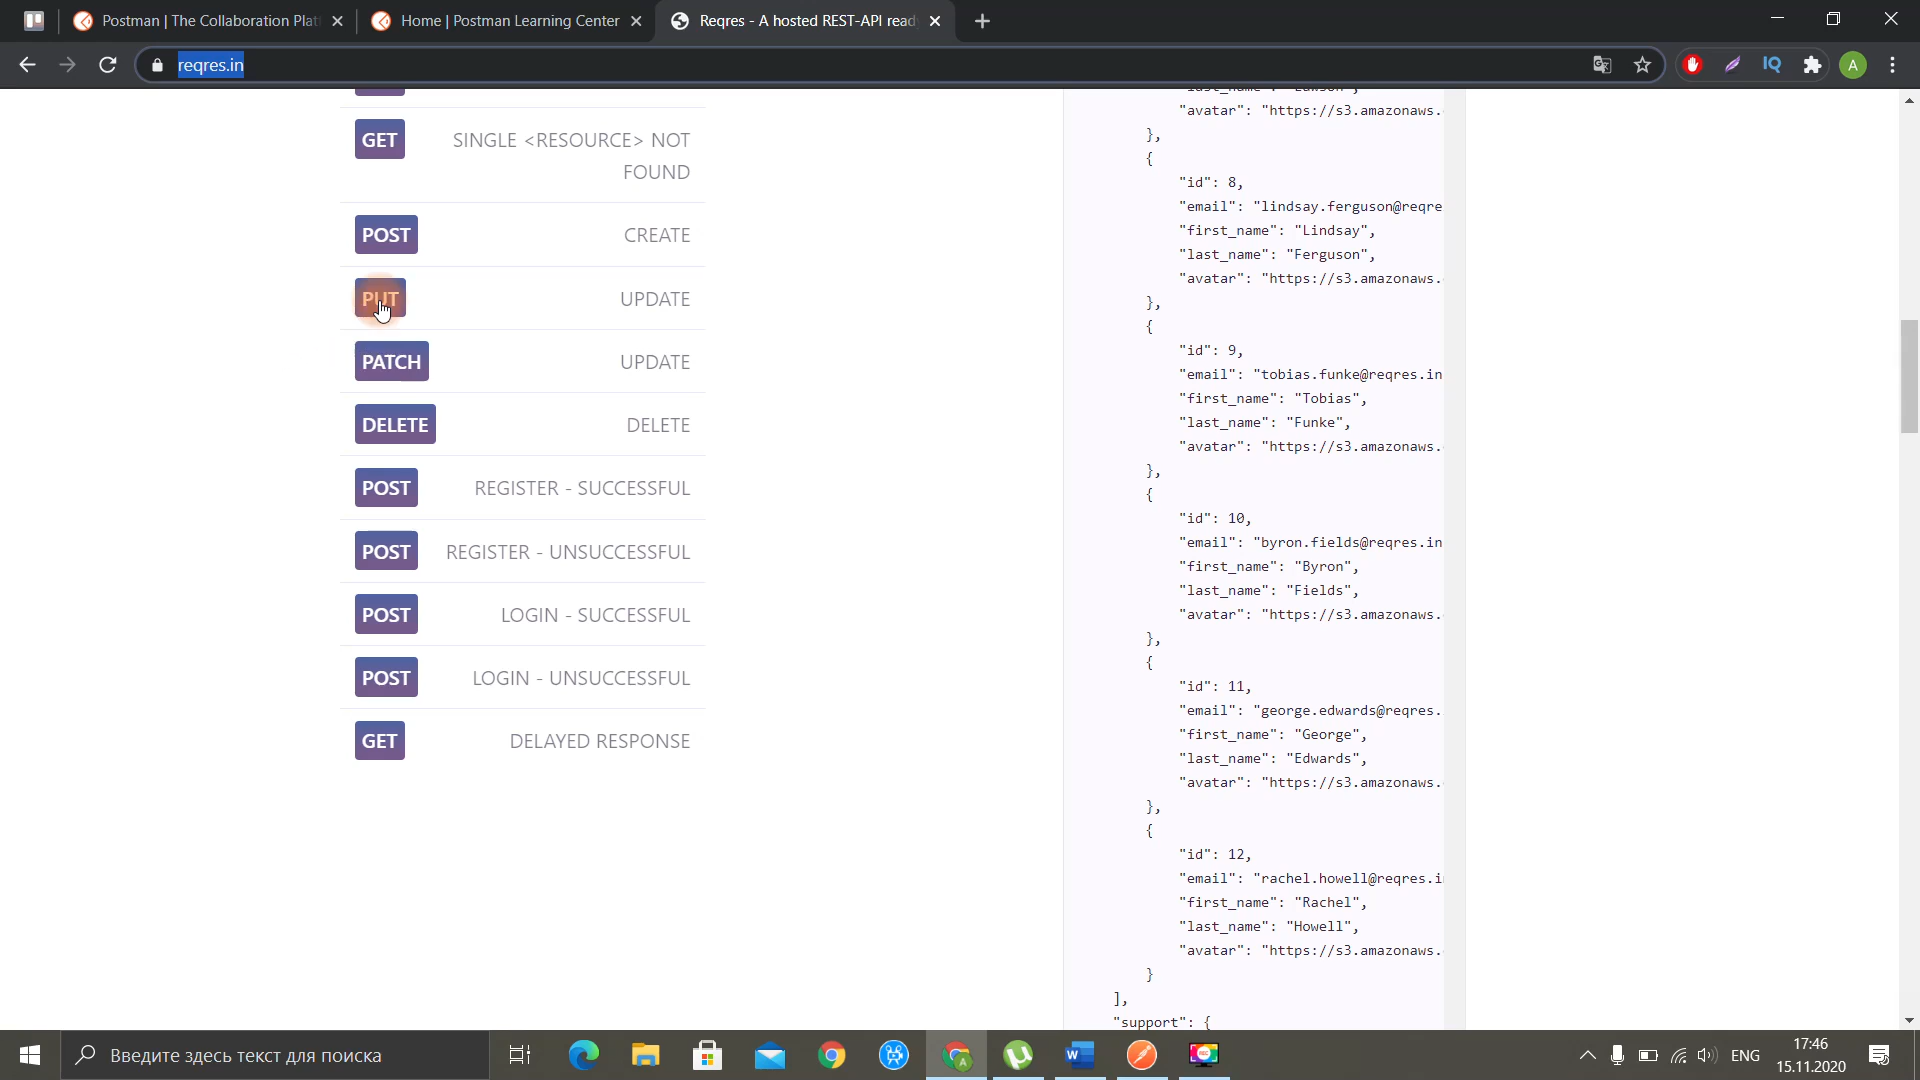 Postman | The Collaboration Plat
Home | Postman Learning Center
Reqres - A hosted REST-API read
reqres.in
A
GET SINGLE <RESOURCE> NOT
FOUND
POST CREATE
PUT UPDATE
PATCH UPDATE
DELETE DELETE
POST REGISTER - SUCCESSFUL
POST REGISTER - UNSUCCESSFUL
POST LOGIN - SUCCESSFUL
POST LOGIN - UNSUCCESSFUL
GET DELAYED RESPONSE
"avatar": "https://s3.amazonaws.
},
{
"id": 8,
"email": "lindsay.ferguson@reqre
"first_name": "Lindsay",
"last_name": "Ferguson",
"avatar": "https://s3.amazonaws.
},
{
"id": 9,
"email": "tobias.funke@reqres.in
"first_name": "Tobias",
"last_name": "Funke",
"avatar": "https://s3.amazonaws.
},
{
"id": 10,
"email": "byron.fields@reqres.in
"first_name": "Byron",
"last_name": "Fields",
"avatar": "https://s3.amazonaws.
},
{
"id": 11,
"email": "george.edwards@reqres.
"first_name": "George",
"last_name": "Edwards",
"avatar": "https://s3.amazonaws.
},
{
"id": 12,
"email": "rachel.howell@reqres.i
"first_name": "Rachel",
"last_name": "Howell",
"avatar": "https://s3.amazonaws.
}
],
"support": {
Введите здесь текст для поиска
ENG
17:46
15.11.2020